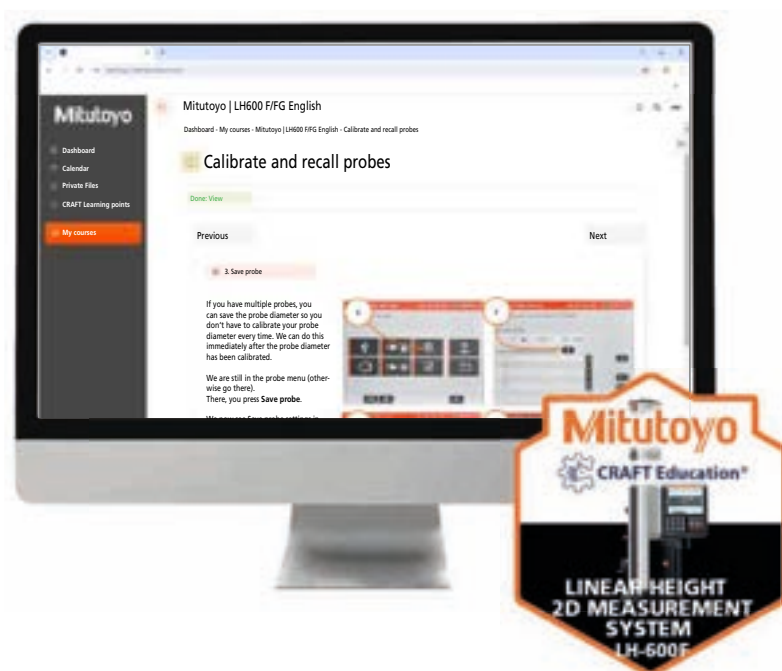 Mitutoyo
Dashboard
Calendar
Private Files
CRAFT Learning points
My courses
Mitutoyo | LH600 F/FG English
Dashboard - My courses - Mitutoyo | LH600 F/FG English - Calibrate and recall probes
Calibrate and recall probes
Done: View
Previous
Next
3. Save probe
If you have multiple probes, you
can save the probe diameter so you
don't have to calibrate your probe
diameter every time. We can do this
immediately after the probe diameter
has been calibrated.
We are still in the probe menu (other-
wise go there).
There, you press Save probe.
Mitutoyo
CRAFT Education®
LINEAR HEIGHT
2D MEASUREMENT
SYSTEM
LH-600F